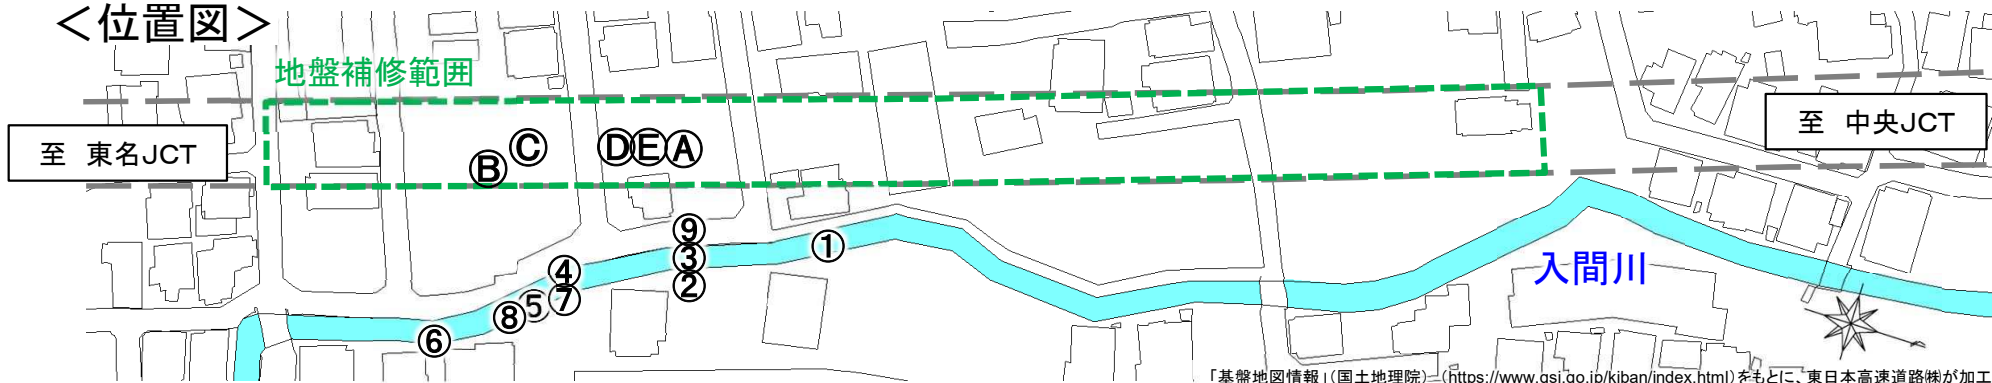 ＜位置図＞
地盤補修範囲
至 東名JCT
至 中央JCT
Ⓑ Ⓒ Ⓓ Ⓔ Ⓐ
⑨
③ ①
④ ②
⑤ ⑦
⑧
⑥
入間川
「基盤地図情報」(国土地理院) (https://www.gsi.go.jp/kiban/index.html)をもとに、東日本高速道路㈱が加工